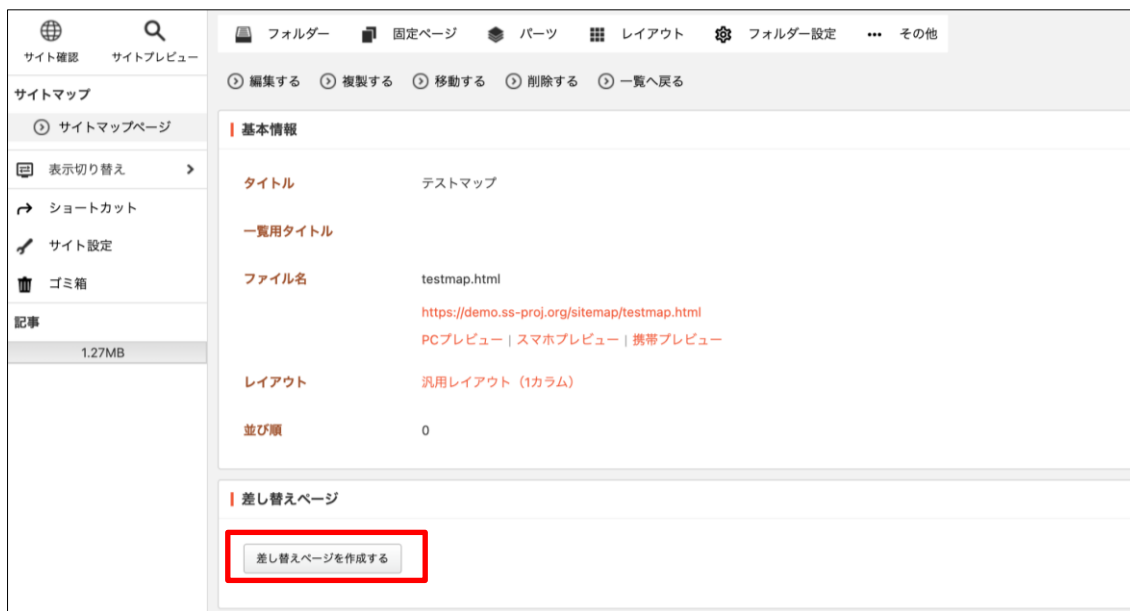 サイト確認 サイトプレビュー
サイトマップ
サイトマップページ
表示切り替え
ショートカット
サイト設定
ゴミ箱
記事
1.27MB
フォルダー 固定ページ パーツ レイアウト フォルダー設定 その他
編集する 複製する 移動する 削除する 一覧へ戻る
基本情報
タイトル テストマップ
一覧用タイトル
ファイル名 testmap.html
https://demo.ss-proj.org/sitemap/testmap.html
PCプレビュー | スマホプレビュー | 携帯プレビュー
レイアウト 汎用レイアウト（1カラム）
並び順 0
差し替えページ
差し替えページを作成する